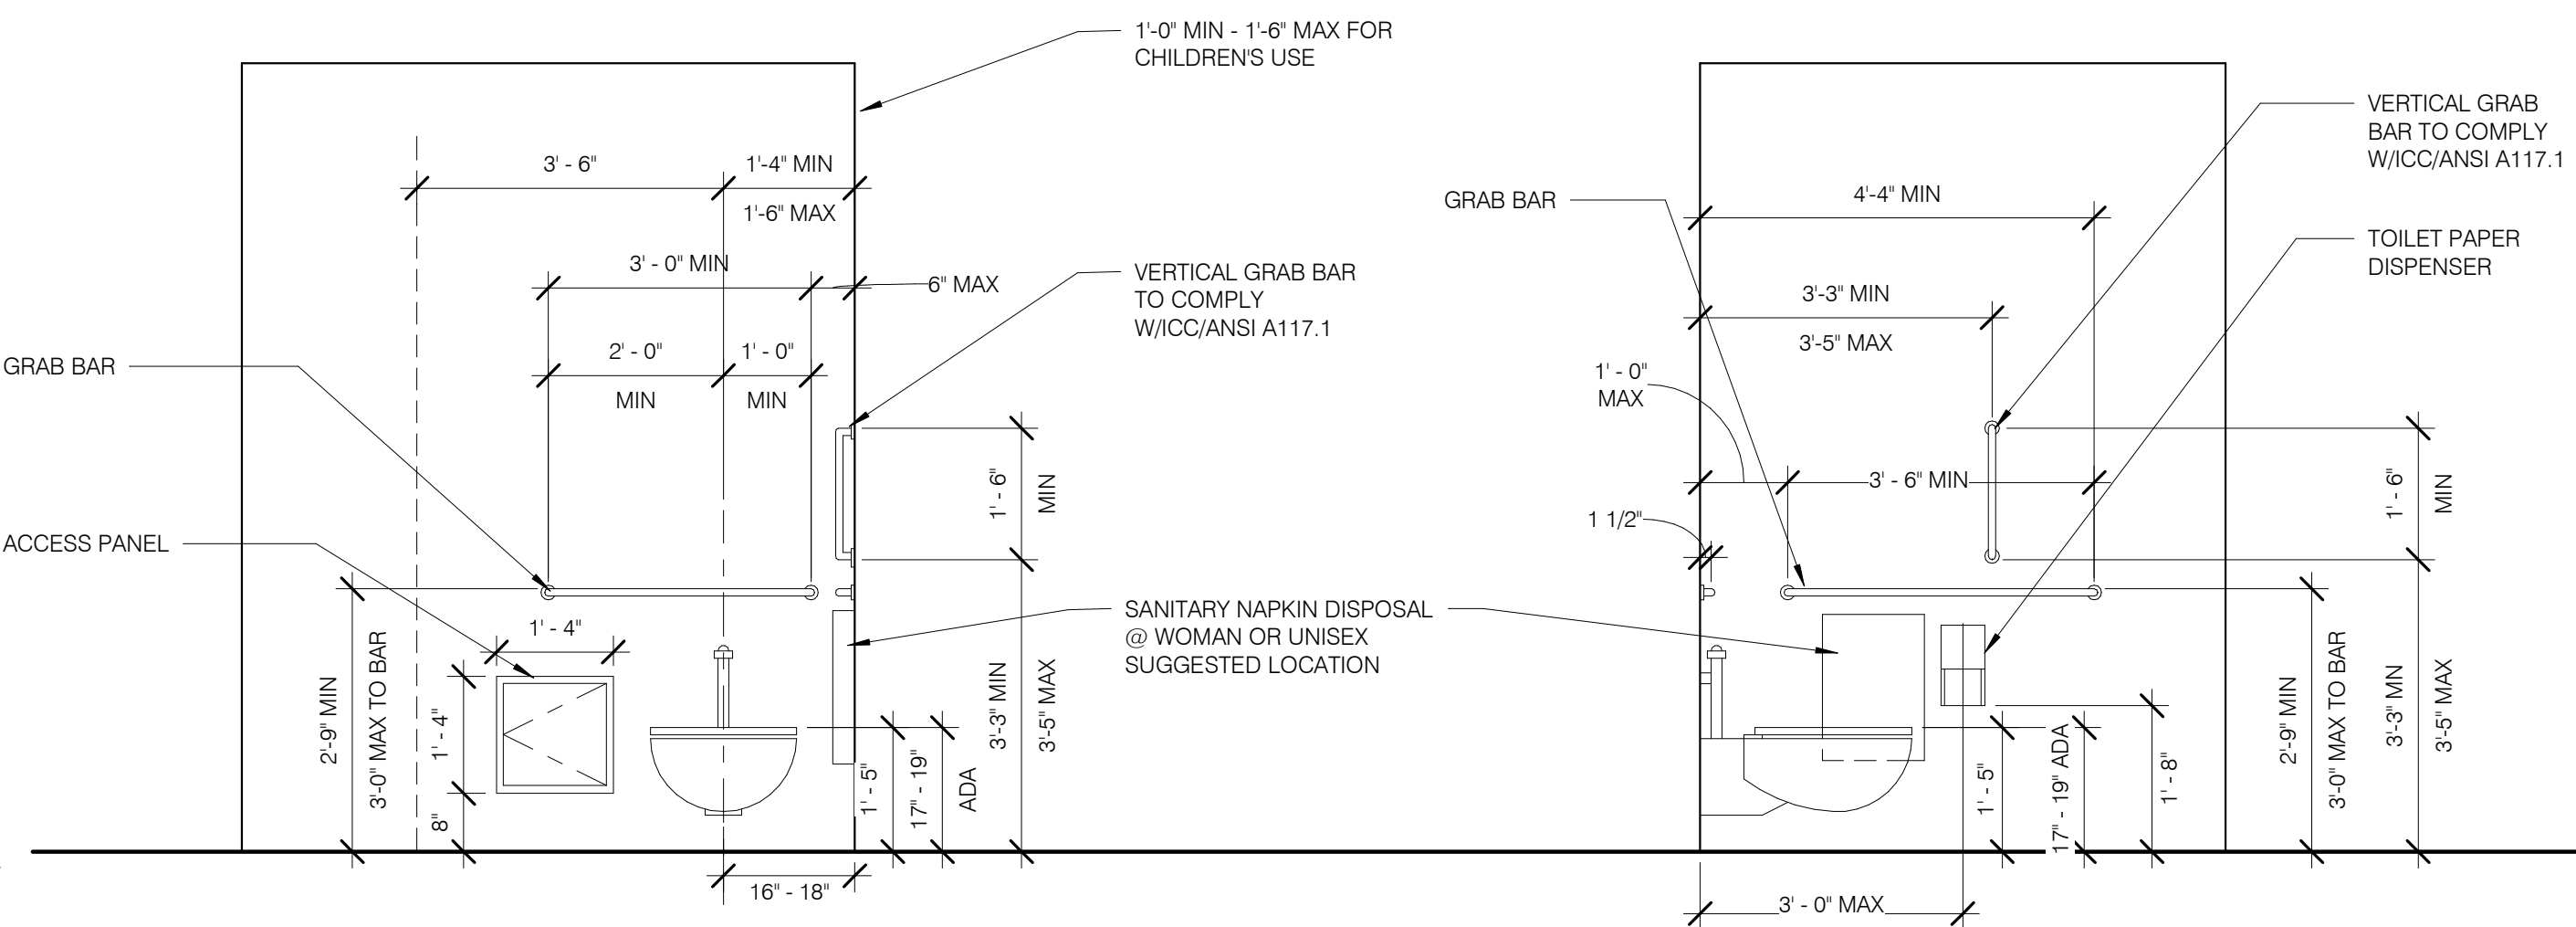 1'-0" MIN - 1'-6" MAX FOR
CHILDREN'S USE
3' - 6"
1'-4" MIN
1'-6" MAX
3' - 0" MIN
6" MAX
2' - 0"
MIN
1' - 0"
MIN
VERTICAL GRAB BAR
TO COMPLY
W/ICC/ANSI A117.1
GRAB BAR
ACCESS PANEL
1' - 6"
MIN
1' - 4"
2'-9" MIN
3'-0" MAX TO BAR
1' - 4"
8"
1' - 5"
17" - 19"
ADA
3'-3" MIN
3'-5" MAX
16" - 18"
SANITARY NAPKIN DISPOSAL
@ WOMAN OR UNISEX
SUGGESTED LOCATION
GRAB BAR
4'-4" MIN
3'-3" MIN
3'-5" MAX
1' - 0"
MAX
3' - 6" MIN
1 1/2"
VERTICAL GRAB
BAR TO COMPLY
W/ICC/ANSI A117.1
TOILET PAPER
DISPENSER
1' - 6"
MIN
1' - 5"
17" - 19" ADA
1' - 8"
2'-9" MIN
3'-0" MAX TO BAR
3'-3" MN
3'-5" MAX
3' - 0" MAX